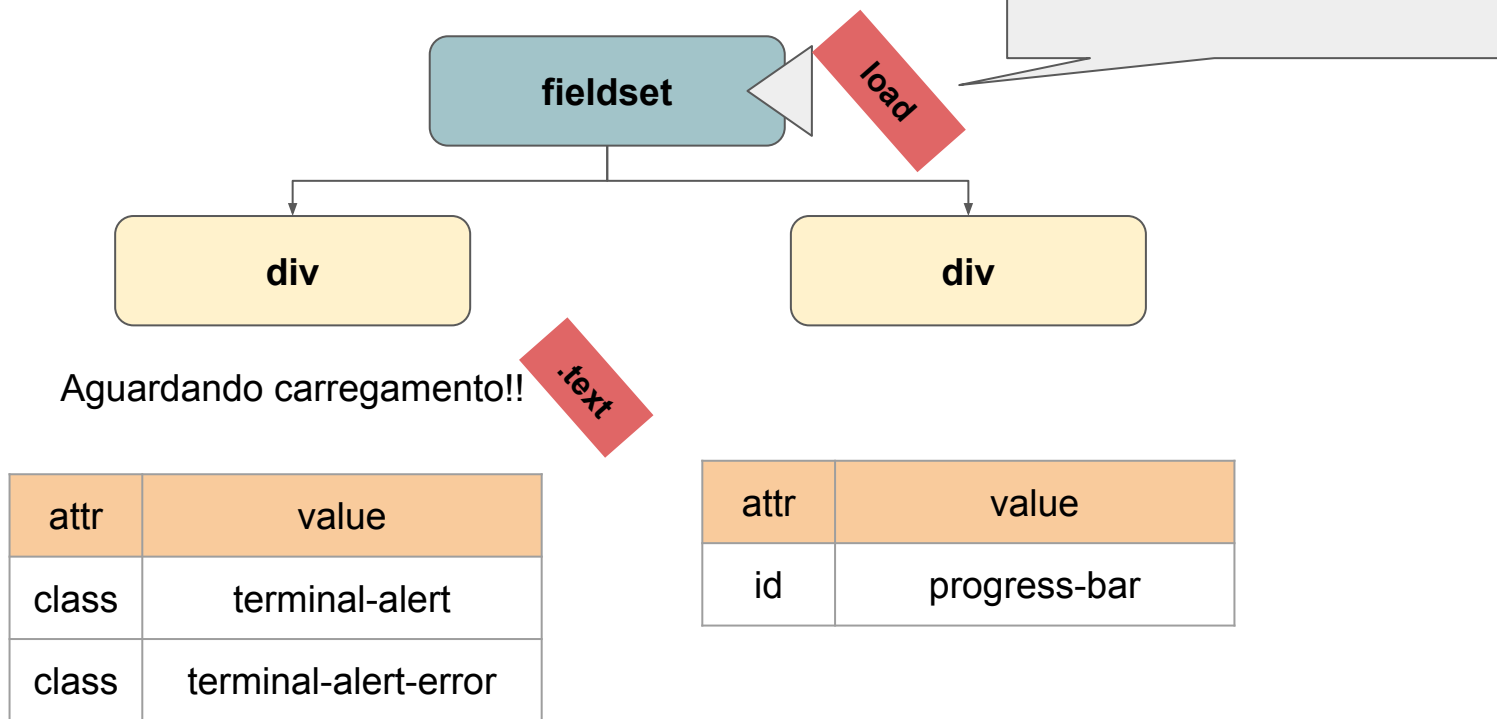 fieldset
load
div
div
Aguardando carregamento!!
.text
attr value
class terminal-alert
class terminal-alert-error
attr value
id progress-bar